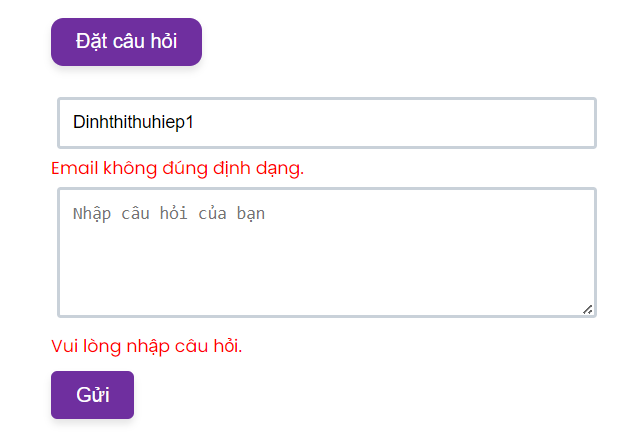 Đặt câu hỏi
Dinhthithuhiep1
Email không đúng định dạng.
Nhập câu hỏi của bạn
Vui lòng nhập câu hỏi.
Gửi